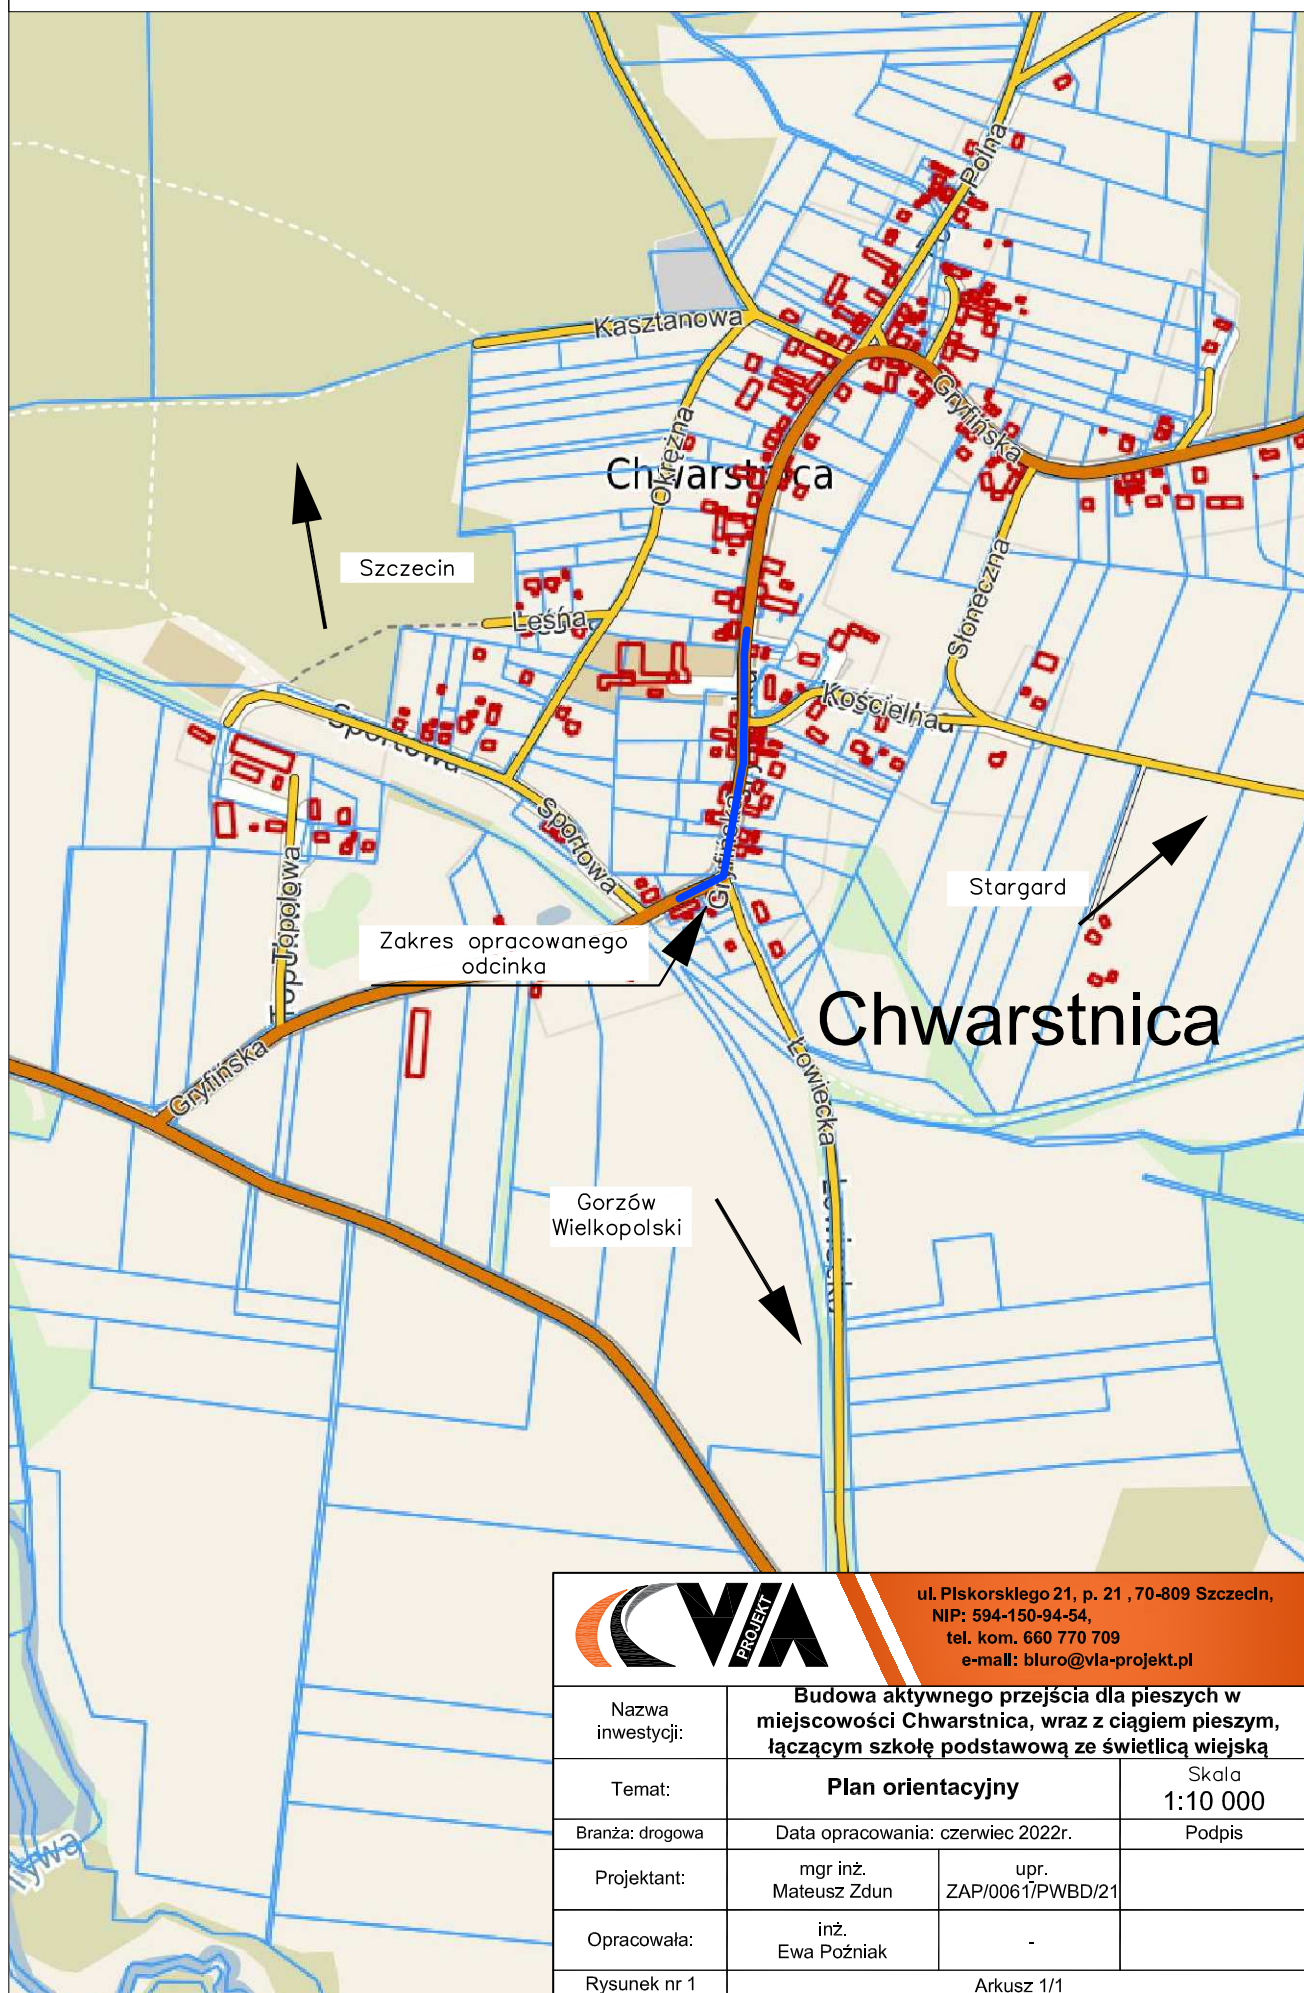 Polna
Kasztanowa
Okrężna
Gryfińska
Chwarstnica
Szczecin
Leśna
Słoneczna
Kościelna
Sportowa
Sportowa
Gryfińska
Stargard
Zakres opracowanego
odcinka
Topolowa
Topolowa
Chwarstnica
Gryfińska
Łowiecka
Gorzów
Wielkopolski
Łowiecka
PROJEKT
VIA
ul. Piskorskiego 21, p. 21 , 70-809 Szczecin,
NIP: 594-150-94-54,
tel. kom. 660 770 709
e-mail: biuro@via-projekt.pl
Nazwa
inwestycji:
Budowa aktywnego przejścia dla pieszych w
miejscowości Chwarstnica, wraz z ciągiem pieszym,
łączącym szkołę podstawową ze świetlicą wiejską
Temat:
Plan orientacyjny
Skala
1:10 000
Branża: drogowa
Data opracowania: czerwiec 2022r.
Podpis
Projektant:
mgr inż.
Mateusz Zdun
upr.
ZAP/0061/PWBD/21
Opracowała:
inż.
Ewa Poźniak
-
Rysunek nr 1
Arkusz 1/1